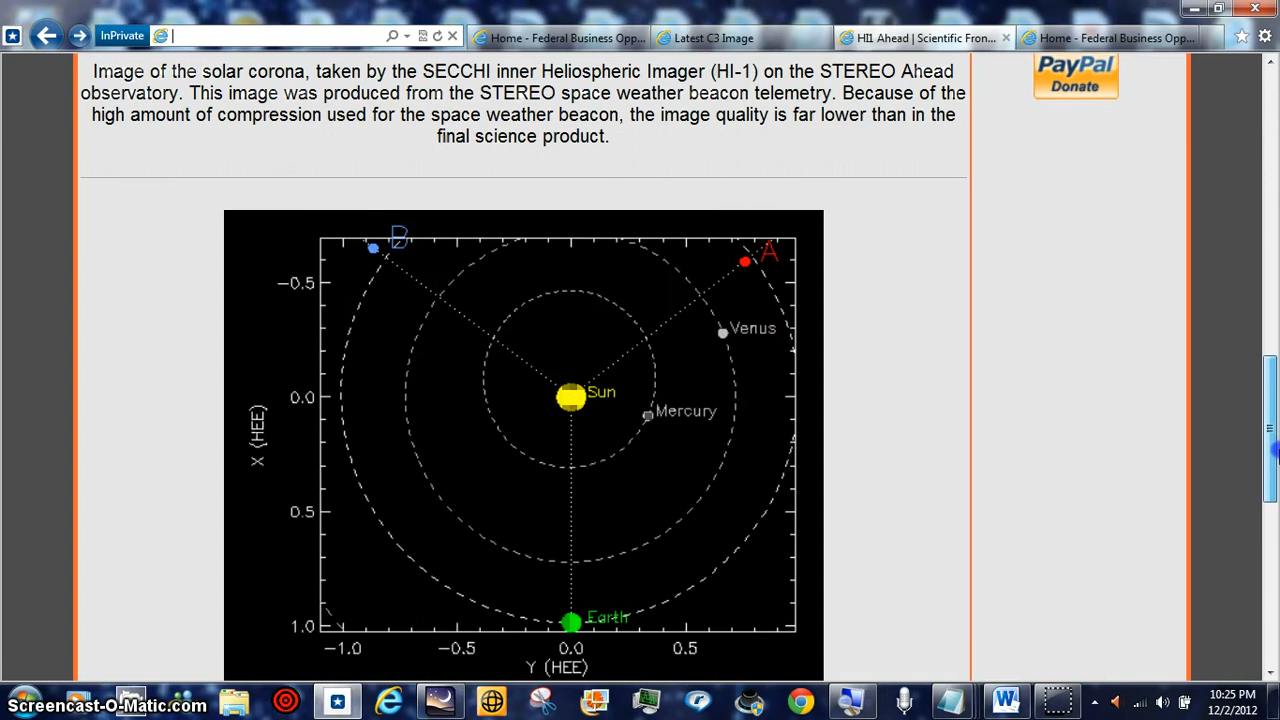 InPrivate
Home - Federal Business Opp...
Latest C3 Image
HI1 Ahead | Scientific Fron...
Home - Federal Business Opp...
Image of the solar corona, taken by the SECCHI inner Heliospheric Imager (HI-1) on the STEREO Ahead
observatory. This image was produced from the STEREO space weather beacon telemetry. Because of the
high amount of compression used for the space weather beacon, the image quality is far lower than in the
final science product.
PayPal
Donate
B
A
-0.5
Venus
0.0
Sun
Mercury
X (HEE)
0.5
Earth
1.0
-1.0 -0.5 0.0 0.5
Y (HEE)
Screencast-O-Matic.com
10:25 PM
12/2/2012